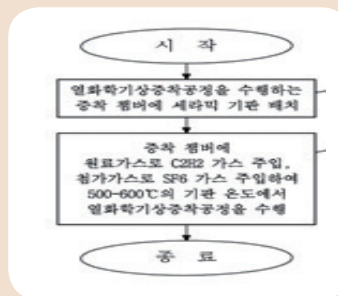 시 작
열화학기상증착공정을 수행하는
증착 챔버에 세라믹 기판 배치
증착 챔버에
원료가스로 C2H2 가스 주입,
첨가가스로 SF6 가스 주입하여
500-600℃의 기판 온도에서
열화학기상증착공정을 수행
종 료